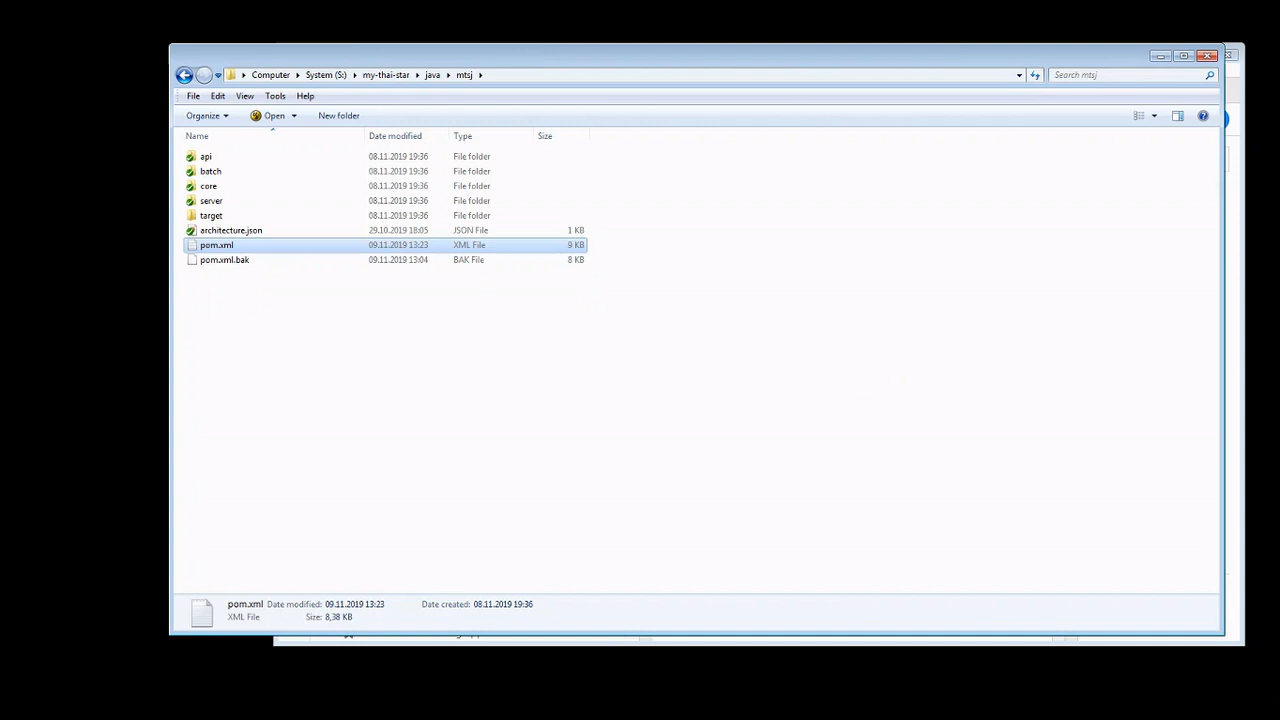 Computer System (S:) my-thai-star java mtsj Search mtsj
File Edit View Tools Help
Organize Open New folder
Name Date modified Type Size
api 08.11.2019 19:36 File folder
batch 08.11.2019 19:36 File folder
core 08.11.2019 19:36 File folder
server 08.11.2019 19:36 File folder
target 08.11.2019 19:36 File folder
architecture.json 29.10.2019 18:05 JSON File 1 KB
pom.xml 09.11.2019 13:23 XML File 9 KB
pom.xml.bak 09.11.2019 13:04 BAK File 8 KB
pom.xml Date modified: 09.11.2019 13:23 Date created: 08.11.2019 19:36
XML File Size: 8,38 KB